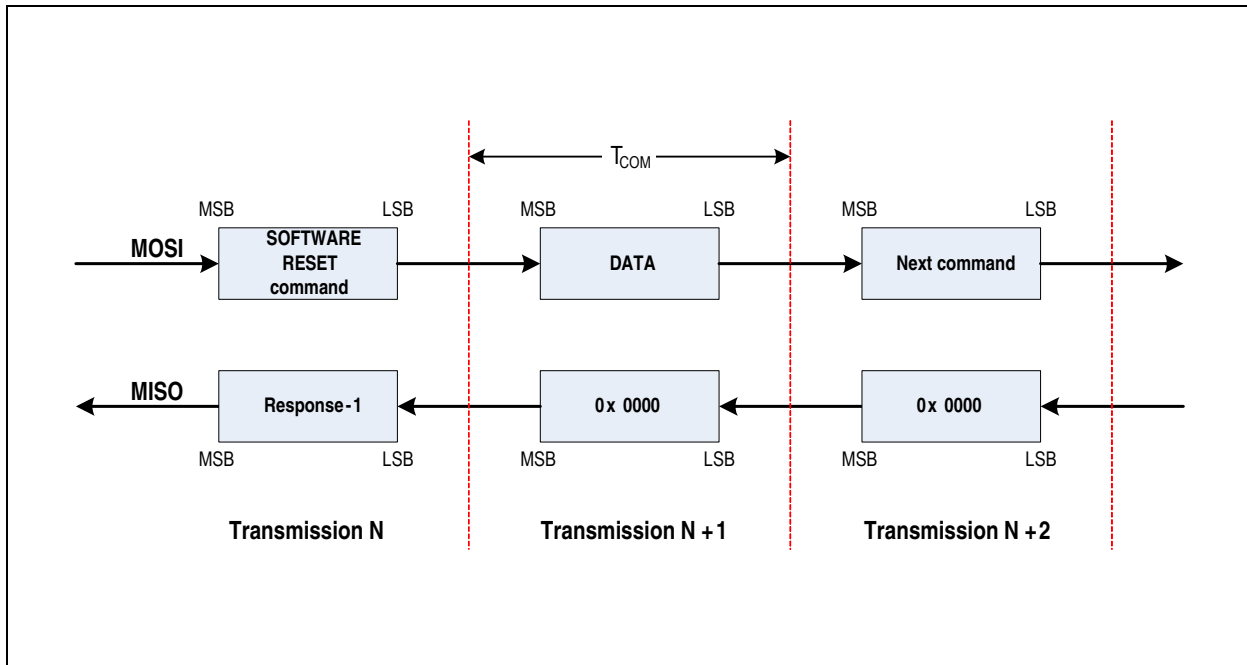 T_COM
MSB LSB MSB LSB MSB LSB
MOSI
SOFTWARE
RESET
command
DATA
Next command
MISO
Response-1
0x 0000
0x 0000
MSB LSB MSB LSB MSB LSB
Transmission N
Transmission N+1
Transmission N+2